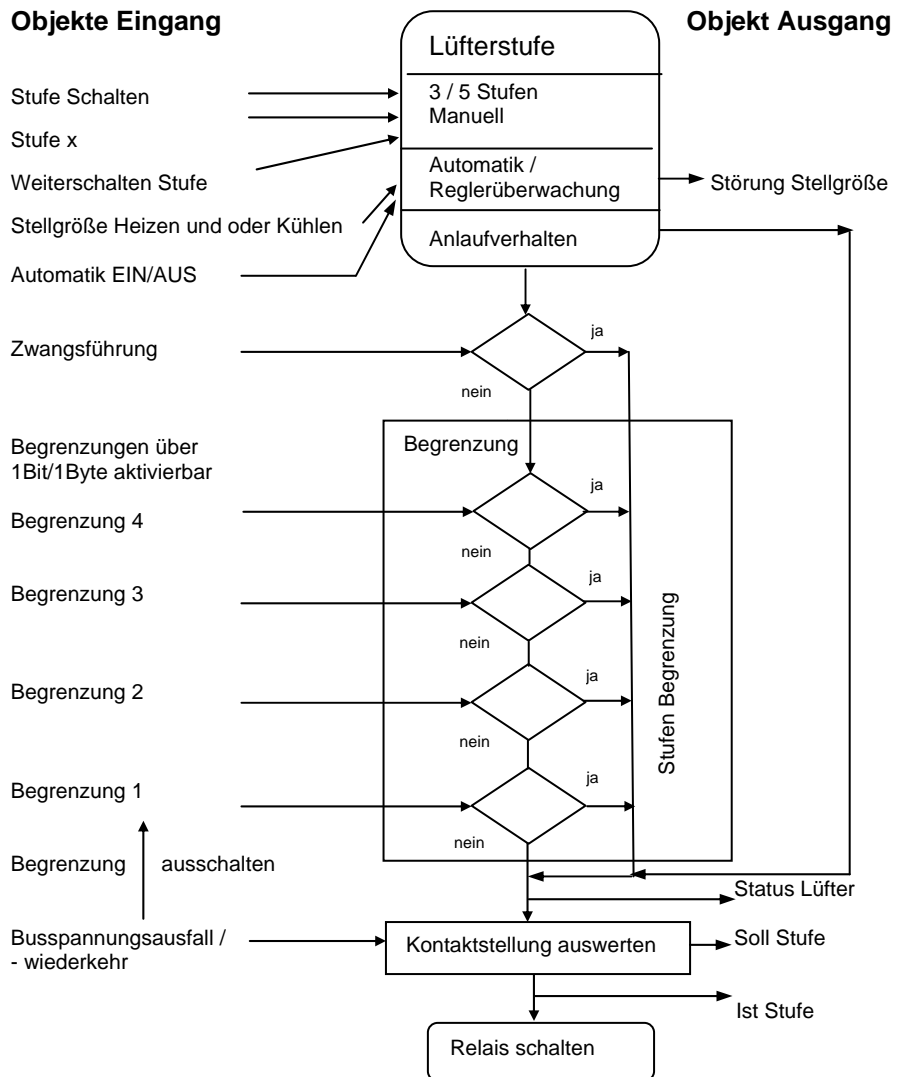 Objekte Eingang
Objekt Ausgang
Lüfterstufe
3 / 5 Stufen
Manuell
Automatik /
Reglerüberwachung
Anlaufverhalten
Stufe Schalten
Stufe x
Weiterschalten Stufe
Stellgröße Heizen und oder Kühlen
Automatik EIN/AUS
Störung Stellgröße
Zwangsführung
ja
nein
Begrenzungen über
1Bit/1Byte aktivierbar
Begrenzung
Begrenzung 4
ja
nein
Begrenzung 3
ja
nein
Begrenzung 2
ja
nein
Begrenzung 1
ja
nein
Stufen Begrenzung
Begrenzung ausschalten
Status Lüfter
Busspannungsausfall /
- wiederkehr
Kontaktstellung auswerten
Soll Stufe
Ist Stufe
Relais schalten